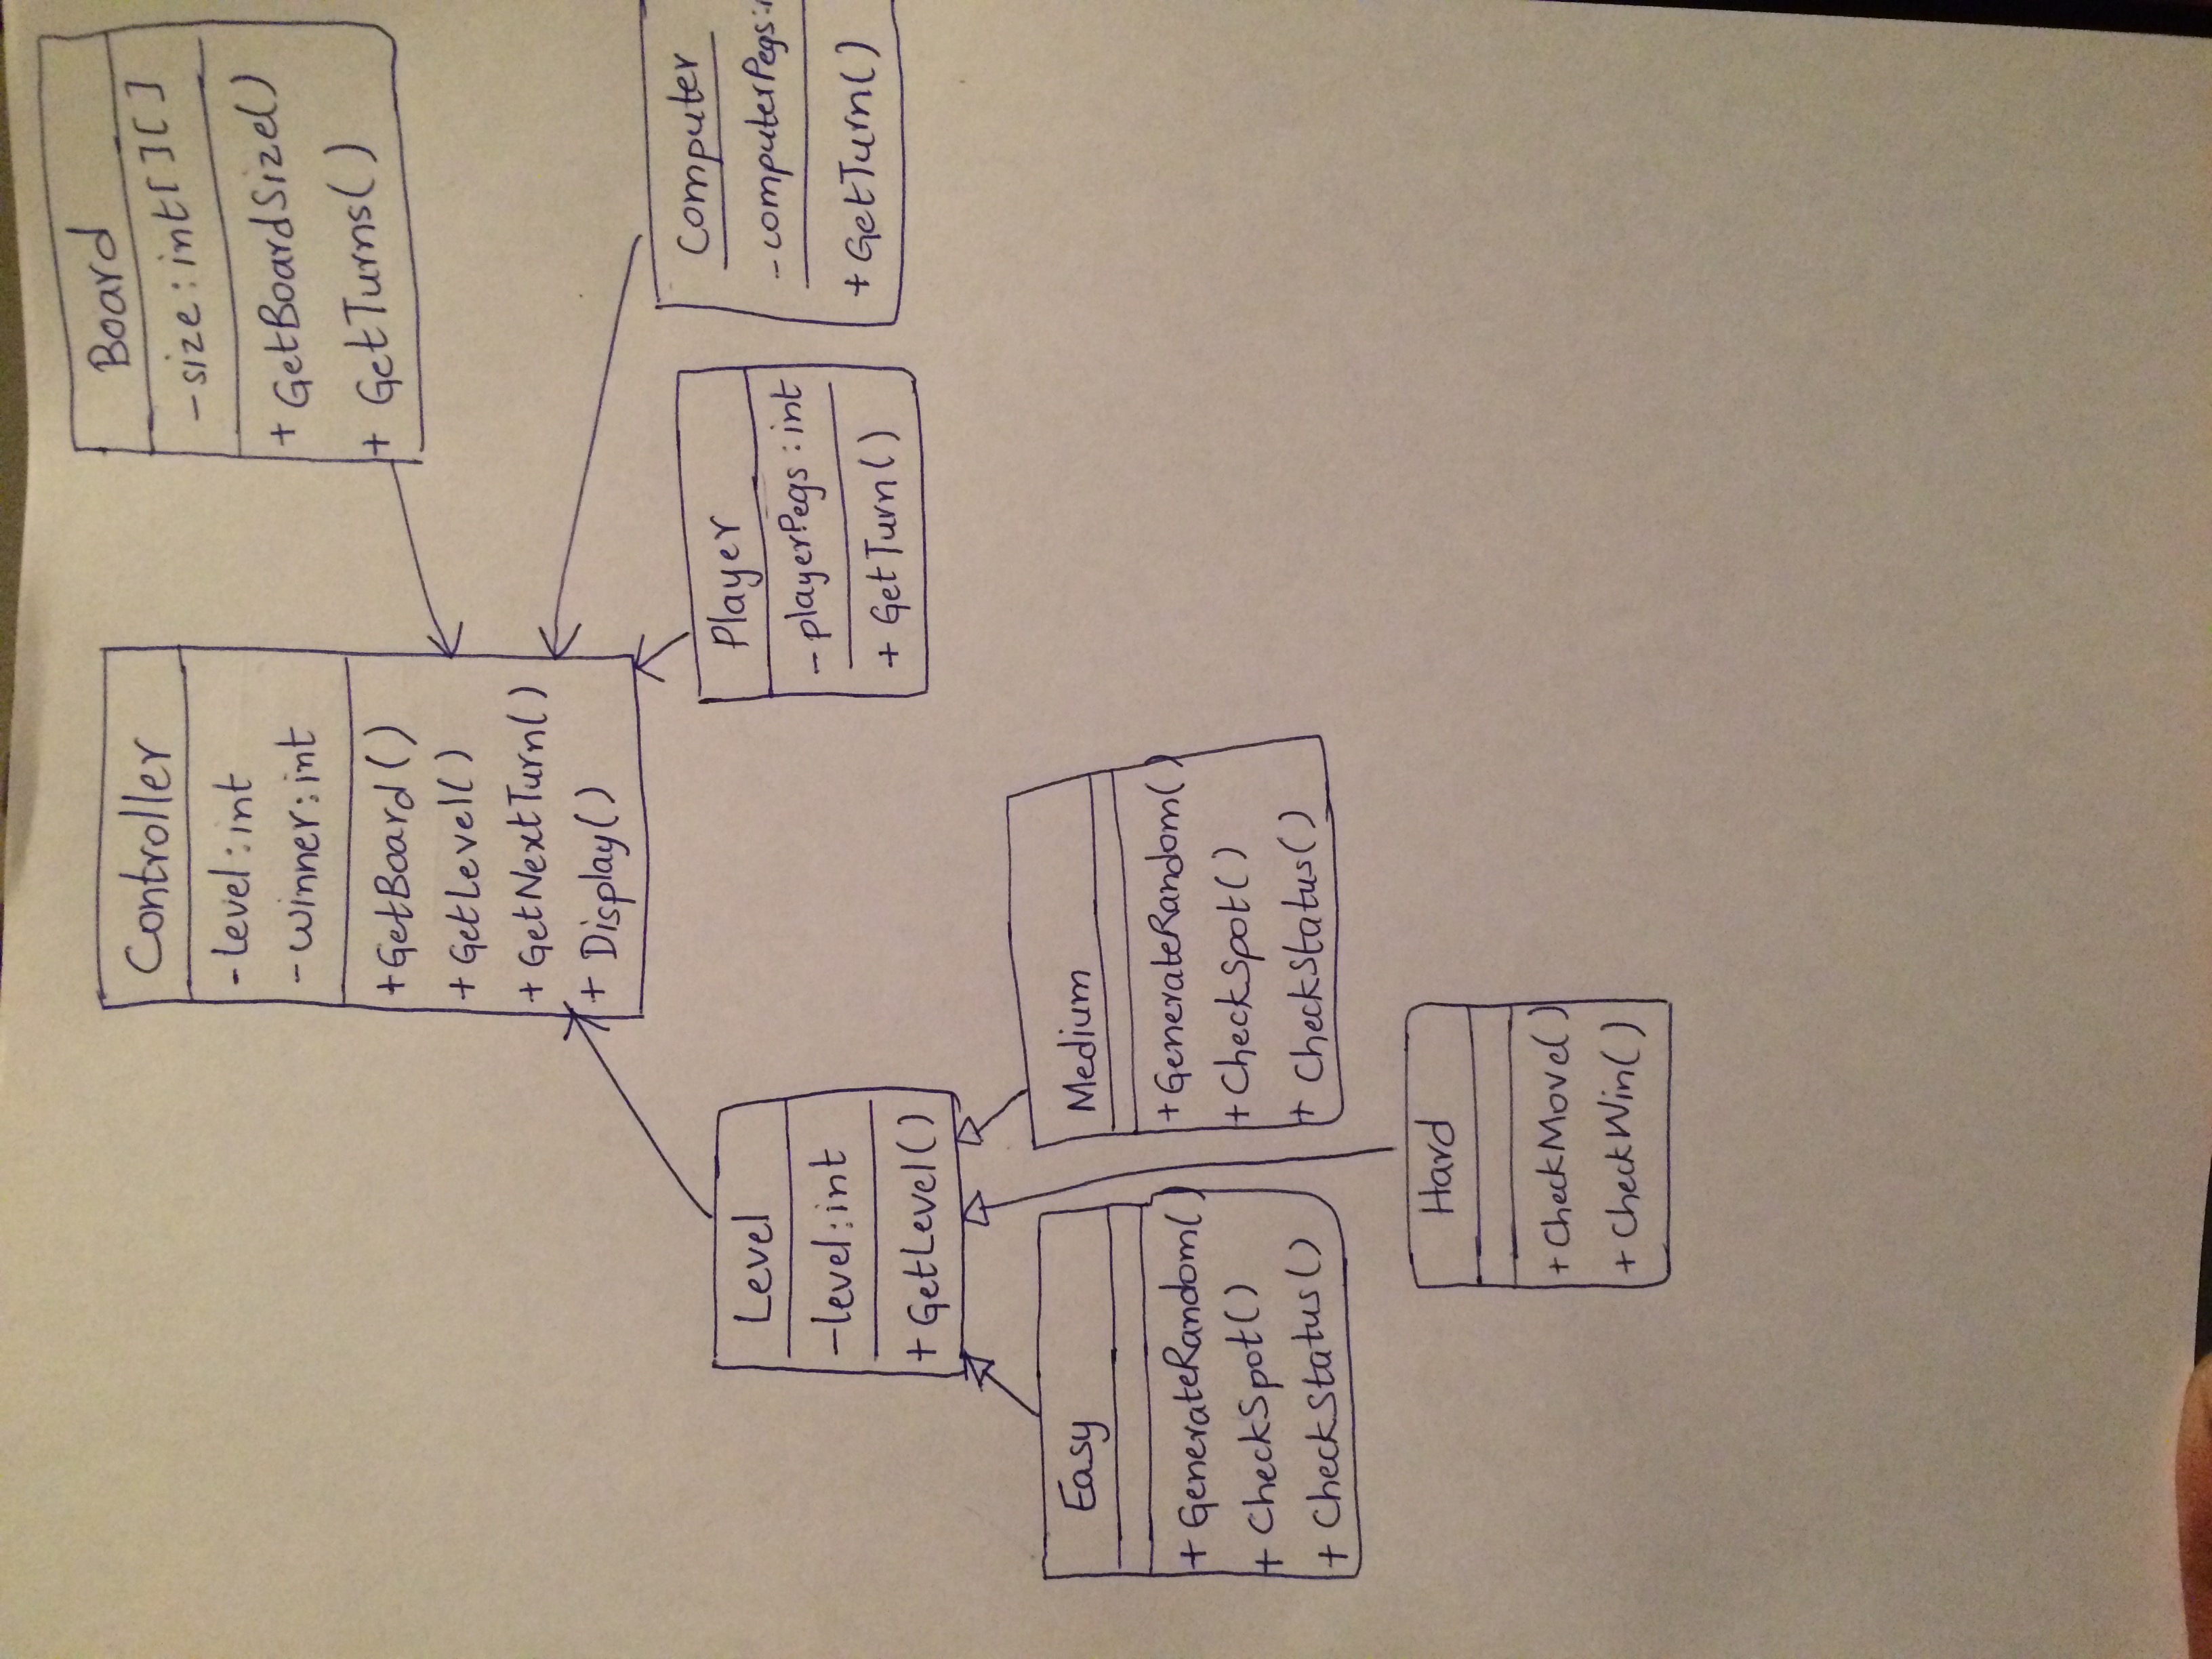 Controller
- Level : int
- winner : int
+ GetBoard ( )
+ GetLevel ( )
+ GetNextTurn ( )
+ Display ( )
Board
- size : int [ ] [ ]
+ GetBoardSize( )
+ GetTurns ( )
Level
- level : int
+ GetLevel ( )
Player
- playerPegs : int
+ GetTurn ( )
Computer
- computerPegs :
+ GetTurn ( )
Easy
+ GenerateRandom ( )
+ CheckSpot ( )
+ CheckStatus ( )
Medium
+ GenerateRandom ( )
+ CheckSpot ( )
+ CheckStatus ( )
Hard
+ CheckMove ( )
+ CheckWin ( )